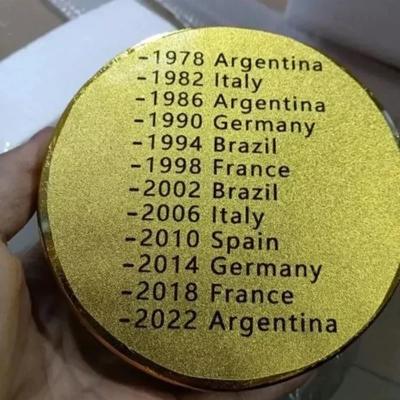 -1978 Argentina
-1982 Italy
-1986 Argentina
-1990 Germany
-1994 Brazil
-1998 France
-2002 Brazil
-2006 Italy
-2010 Spain
-2014 Germany
-2018 France
-2022 Argentina